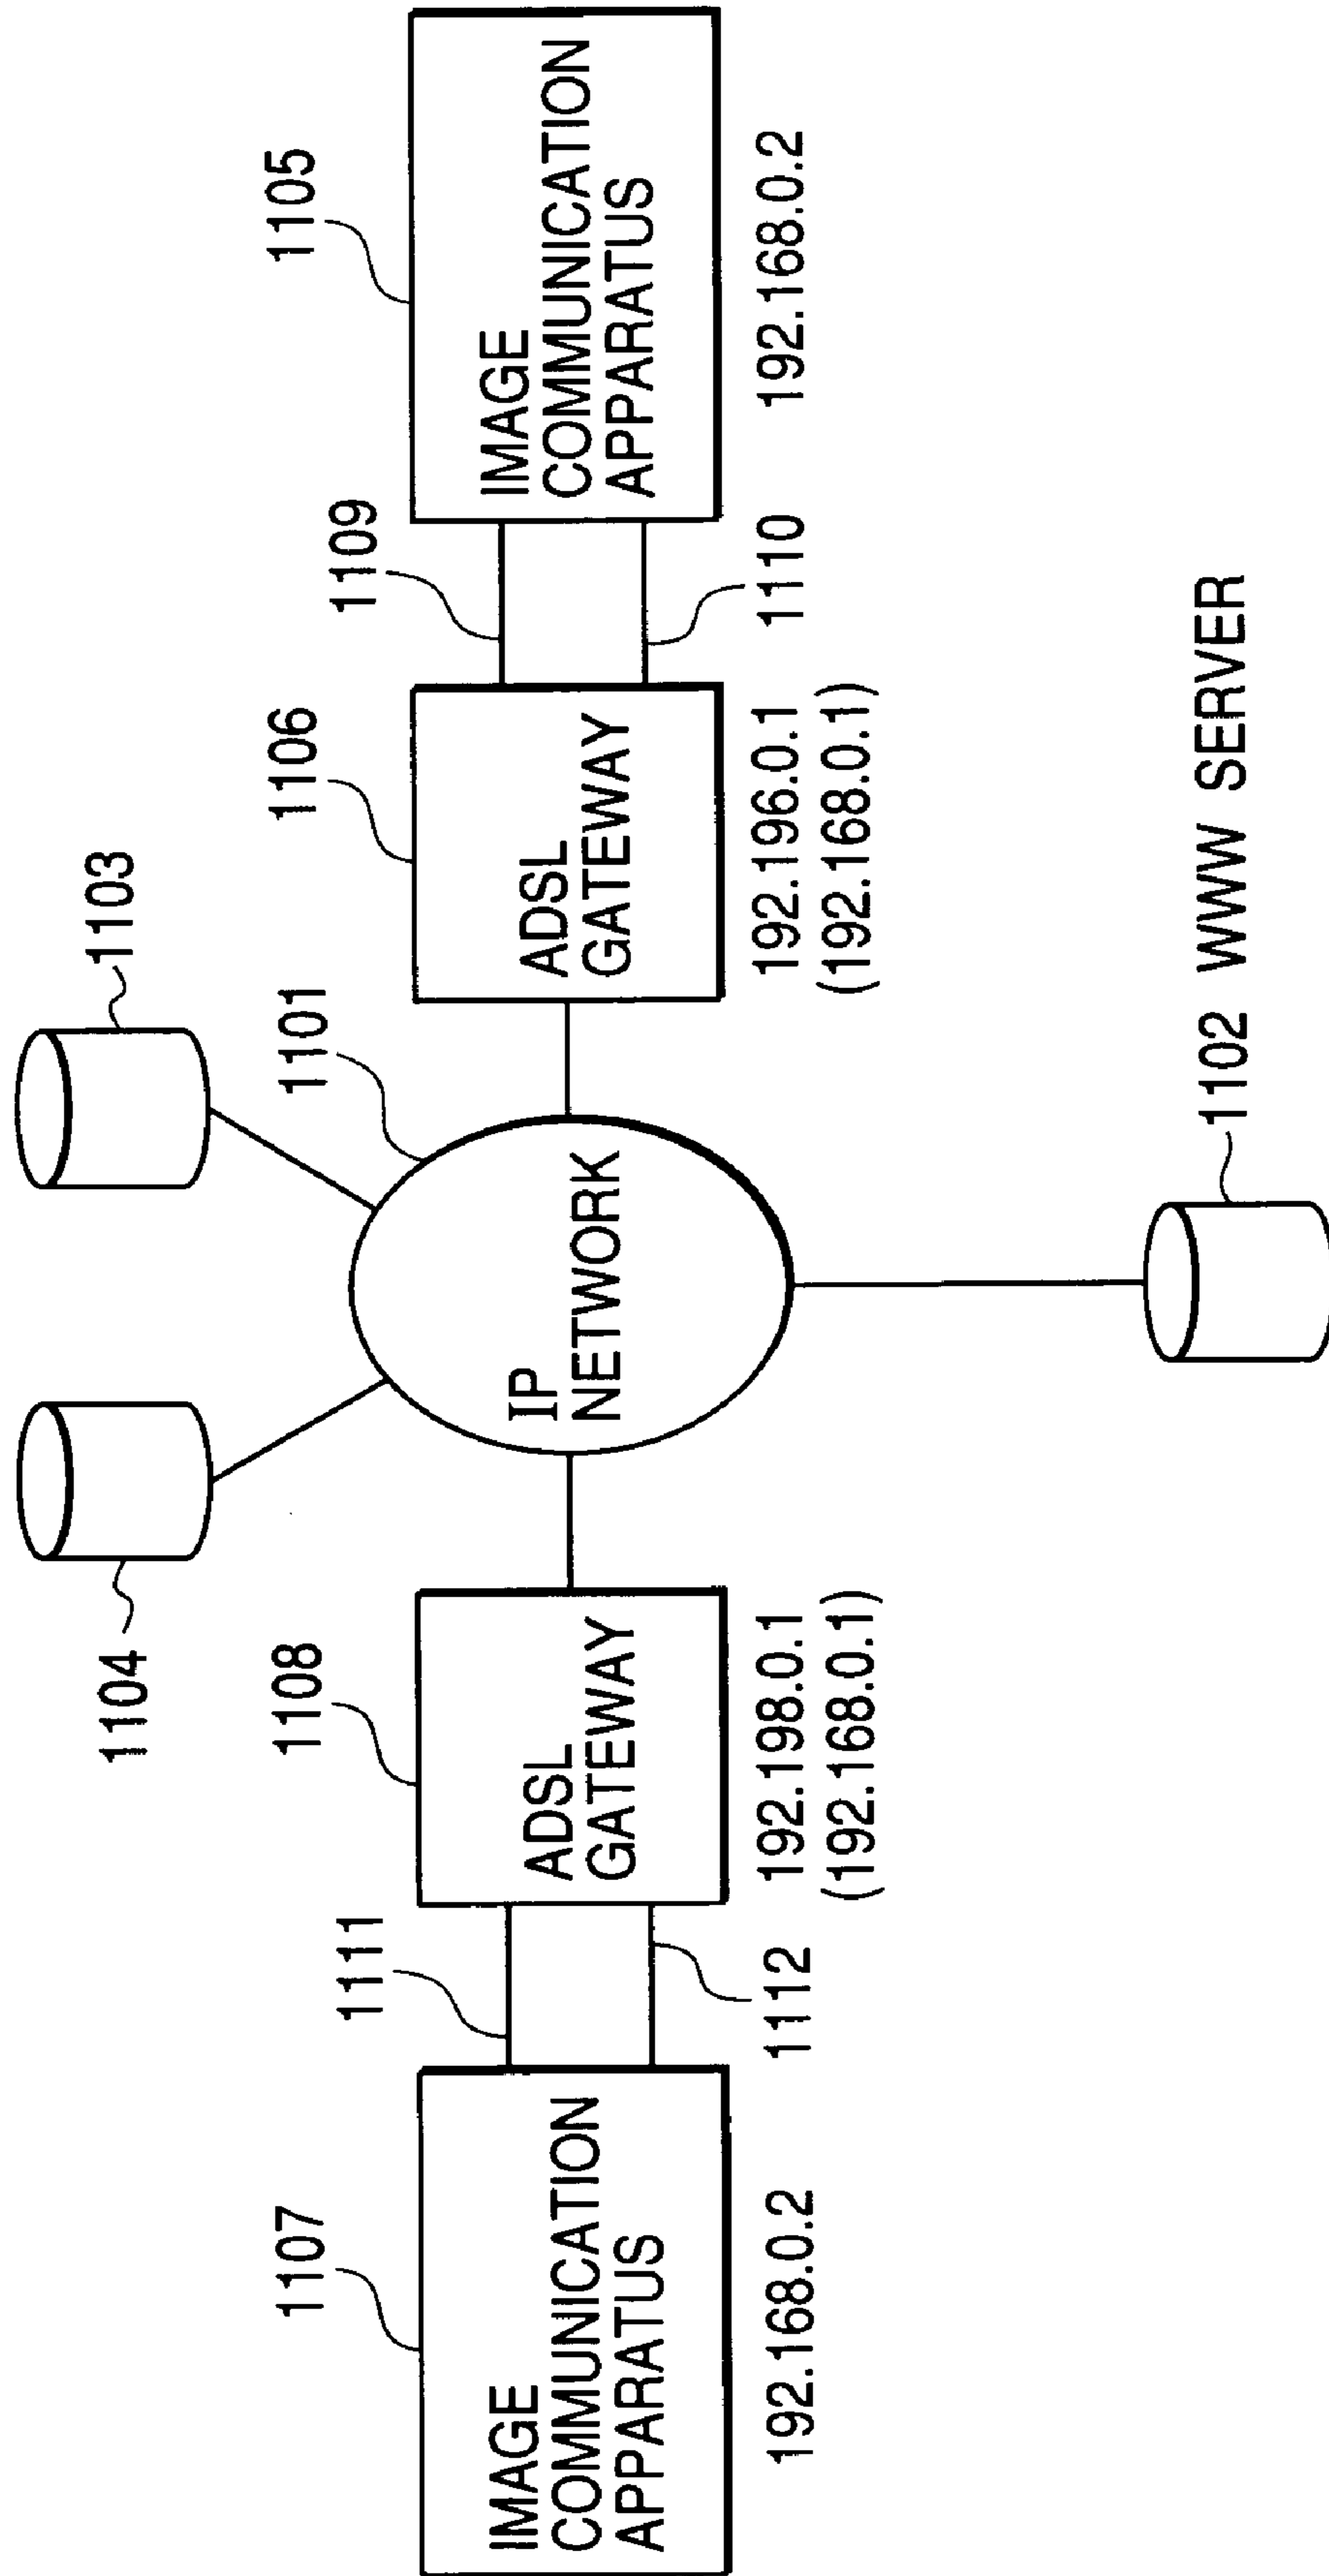 1104
1103
1107
1108
1101
1106
1105
1111
1109
IMAGE
COMMUNICATION
APPARATUS
ADSL
GATEWAY
IP
NETWORK
ADSL
GATEWAY
IMAGE
COMMUNICATION
APPARATUS
1112
1110
192.168.0.2
192.198.0.1
(192.168.0.1)
192.196.0.1
(192.168.0.1)
192.168.0.2
1102 WWW SERVER